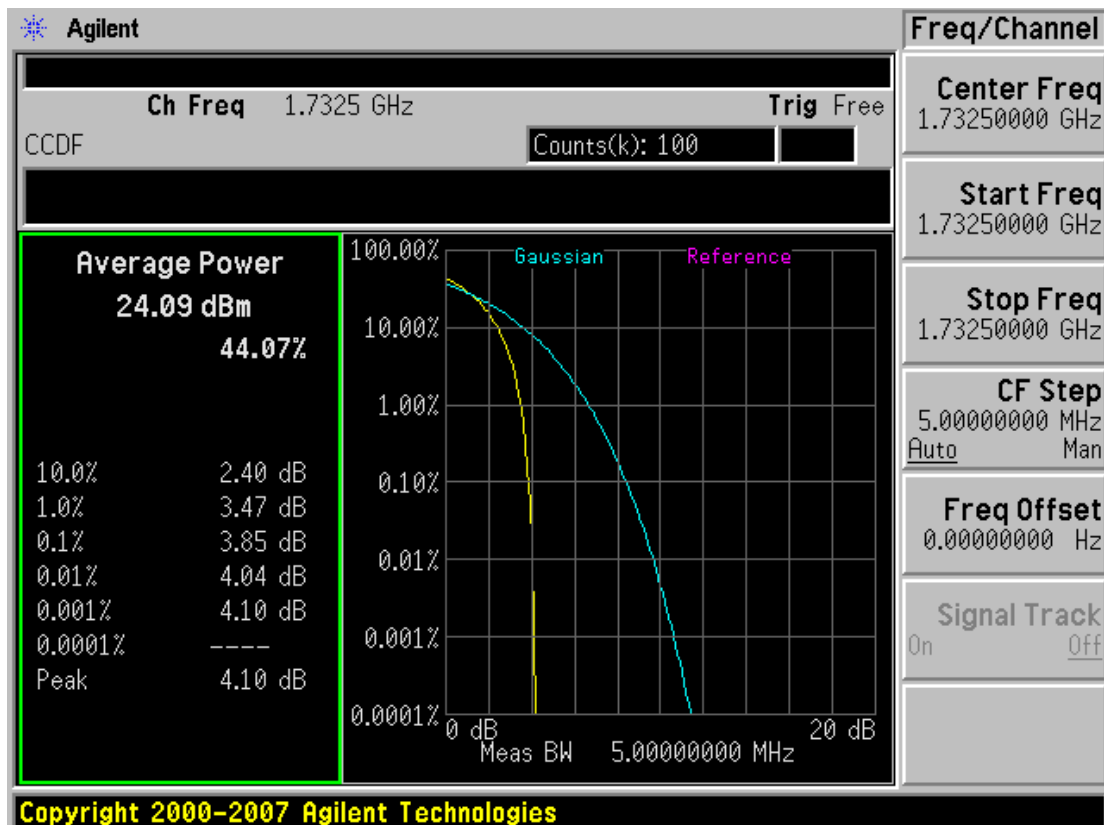 Agilent
Freq/Channel
Ch Freq 1.7325 GHz Trig Free
CCDF Counts(k): 100
Average Power
24.09 dBm
44.07%
10.0% 2.40 dB
1.0% 3.47 dB
0.1% 3.85 dB
0.01% 4.04 dB
0.001% 4.10 dB
0.0001% ----
Peak 4.10 dB
Gaussian Reference
100.00%
10.00%
1.00%
0.10%
0.01%
0.001%
0.0001%
0 dB 20 dB
Meas BW 5.00000000 MHz
Center Freq
1.73250000 GHz
Start Freq
1.73250000 GHz
Stop Freq
1.73250000 GHz
CF Step
5.00000000 MHz
Auto Man
Freq Offset
0.00000000 Hz
Signal Track
On Off
Copyright 2000-2007 Agilent Technologies